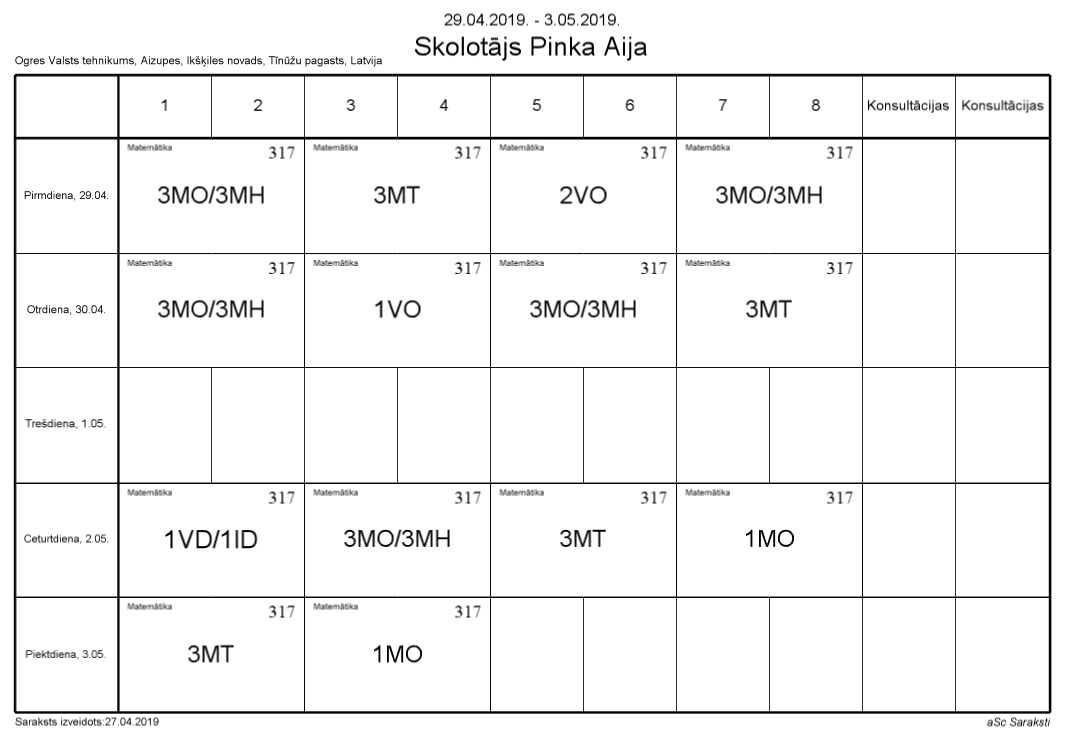 29.04.2019. - 3.05.2019.
Skolotājs Pinka Aija
Ogres Valsts tehnikums, Aizupes, Ikšķiles novads, Tīnūžu pagasts, Latvija
1 2 3 4 5 6 7 8 Konsultācijas Konsultācijas
Matemātika 317 Matemātika 317 Matemātika 317 Matemātika 317
Pirmdiena, 29.04. 3MO/3MH 3MT 2VO 3MO/3MH
Matemātika 317 Matemātika 317 Matemātika 317 Matemātika 317
Otrdiena, 30.04. 3MO/3MH 1VO 3MO/3MH 3MT
Trešdiena, 1.05.
Matemātika 317 Matemātika 317 Matemātika 317 Matemātika 317
Ceturtdiena, 2.05. 1VD/1ID 3MO/3MH 3MT 1MO
Matemātika 317 Matemātika 317
Piektdiena, 3.05. 3MT 1MO
Saraksts izveidots:27.04.2019 aSc Saraksti